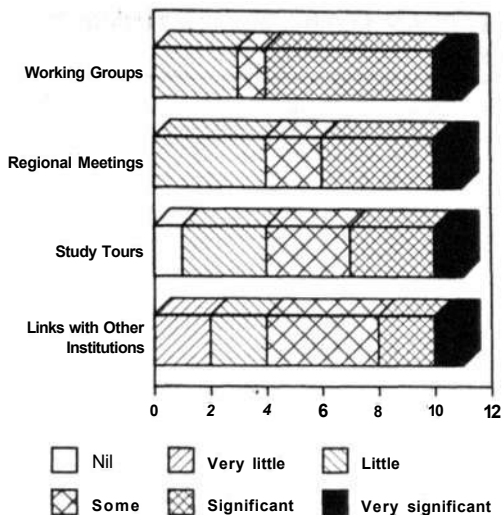 Working Groups
Regional Meetings
Study Tours
Links with Other
Institutions
0 2 4 6 8 10 12
Nil Very little Little
Some Significant Very significant